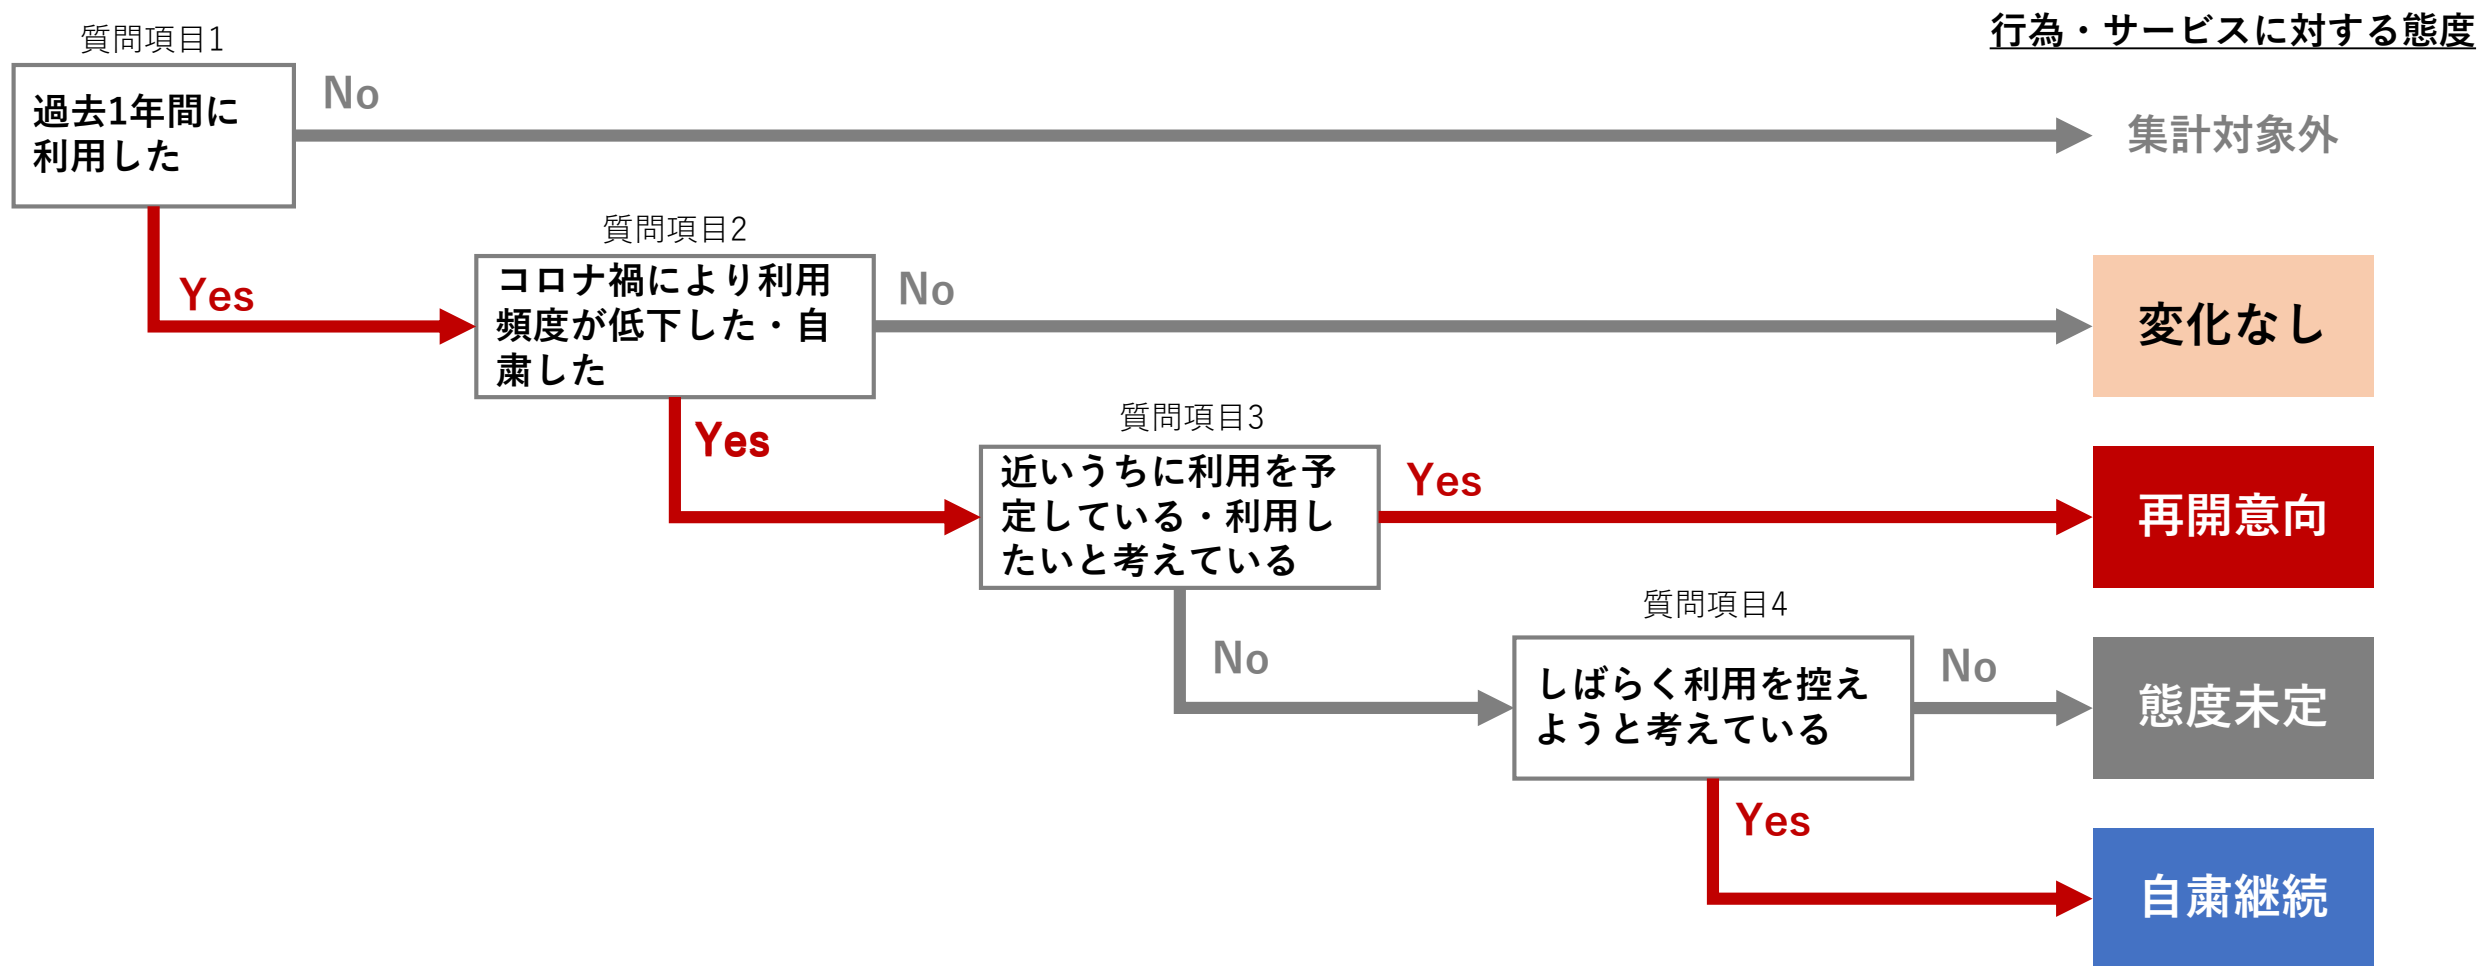 行為・サービスに対する態度
質問項目1
過去1年間に
利用した
No
集計対象外
Yes
質問項目2
コロナ禍により利用
頻度が低下した・自
粛した
No
変化なし
Yes
質問項目3
近いうちに利用を予
定している・利用し
たいと考えている
Yes
再開意向
No
質問項目4
しばらく利用を控え
ようと考えている
No
態度未定
Yes
自粛継続